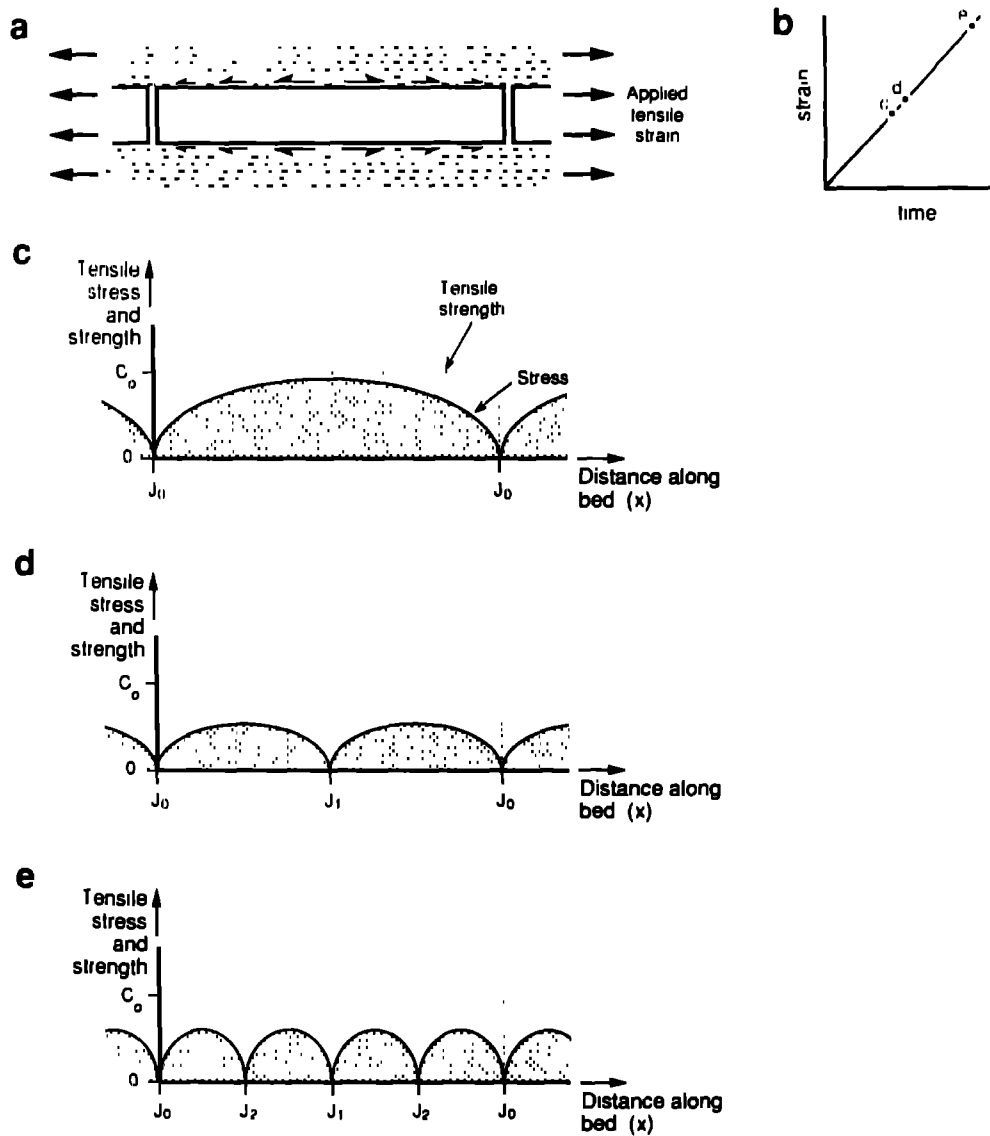 a
Applied
tensile
strain
b
strain
c
d
e
time
c
Tensile
stress
and
strength
C₀
0
Tensile
strength
Stress
J₀
J₀
Distance along
bed (x)
d
Tensile
stress
and
strength
C₀
0
J₀
J₁
J₀
Distance along
bed (x)
e
Tensile
stress
and
strength
C₀
0
J₀
J₂
J₁
J₂
J₀
Distance along
bed (x)